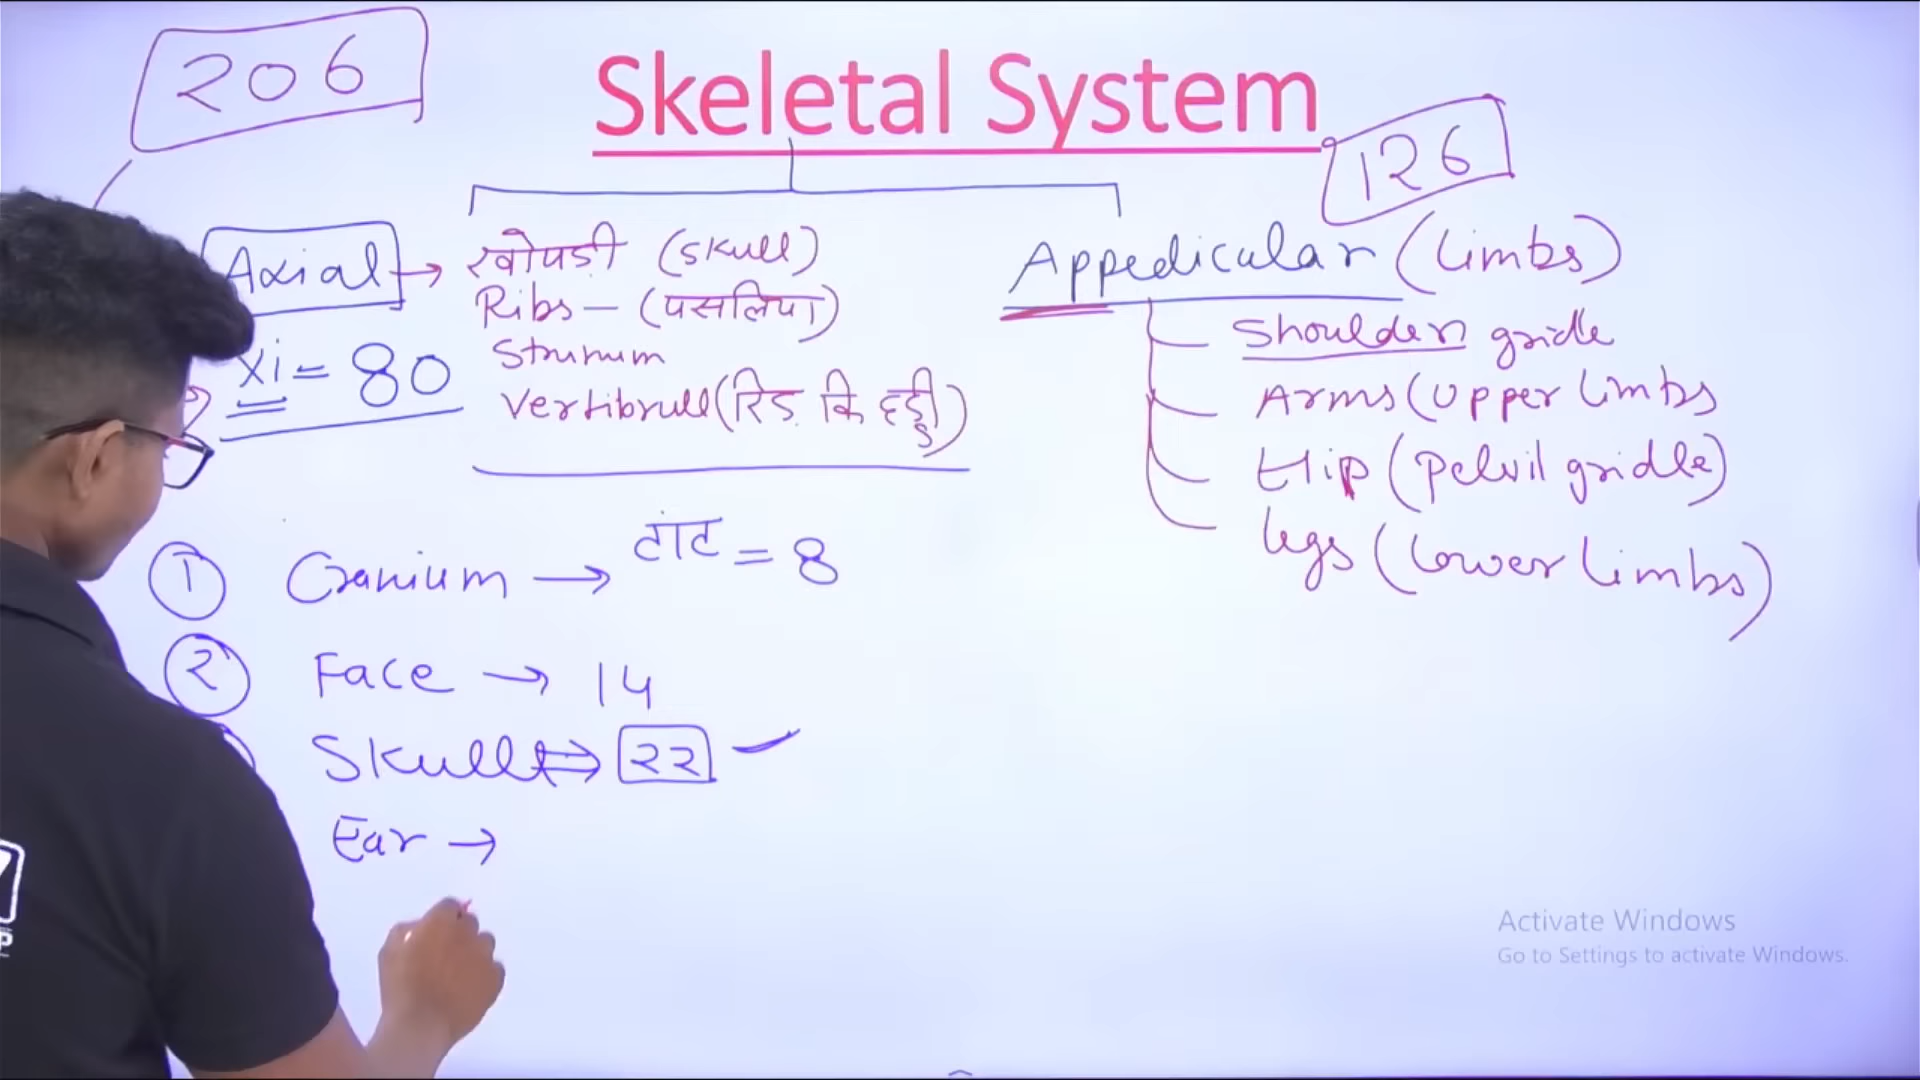 206
Skeletal System
126
Axial → खोपडी (skull)
Ribs – (पसलिया)
xi = 80
Strunum
Vertibrull (रिड कि हड्डी)
Appedicular (limbs)
Shoulder gridle
Arms (Upper limbs
Hip (Pelvil gridle)
legs (lower limbs)
1 Cranium → टाट = 8
2 Face → 14
Skull ⇒ 22
Ear →
Activate Windows
Go to Settings to activate Windows.
P